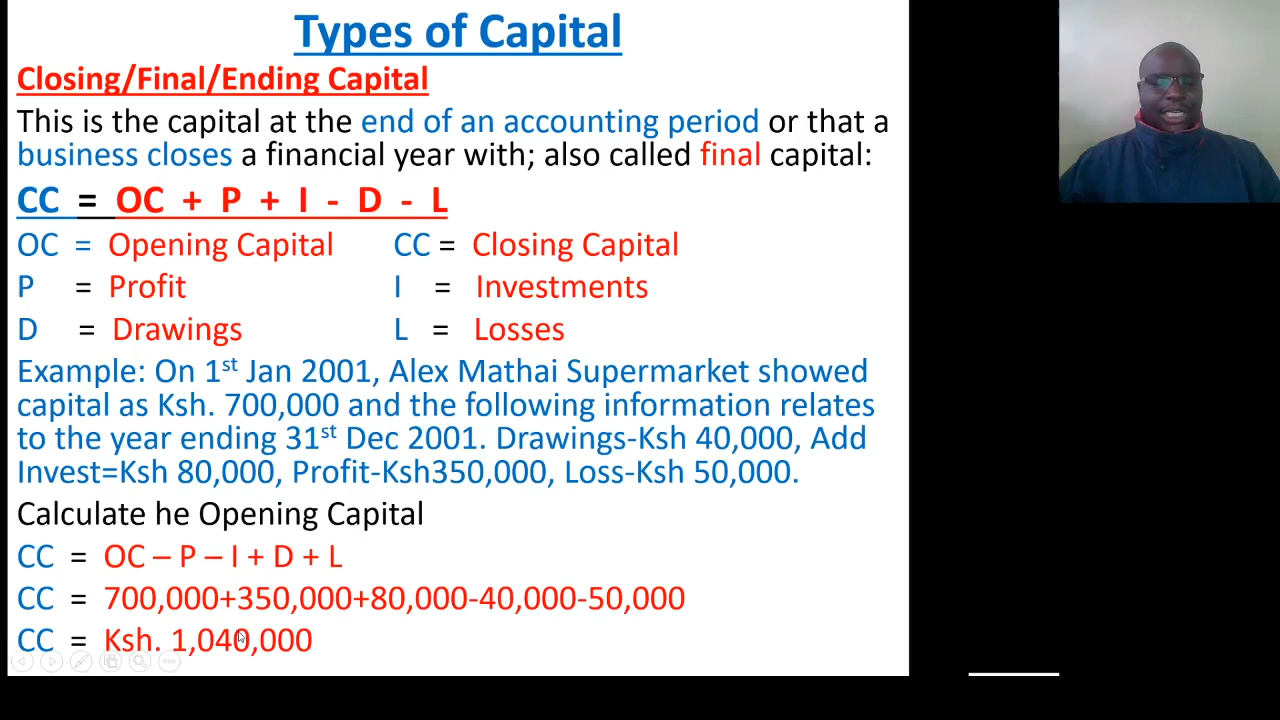 Types of Capital
Closing/Final/Ending Capital
This is the capital at the end of an accounting period or that a
business closes a financial year with; also called final capital:
CC = OC + P + I - D - L
OC = Opening Capital CC = Closing Capital
P = Profit I = Investments
D = Drawings L = Losses
Example: On 1st Jan 2001, Alex Mathai Supermarket showed
capital as Ksh. 700,000 and the following information relates
to the year ending 31st Dec 2001. Drawings-Ksh 40,000, Add
Invest=Ksh 80,000, Profit-Ksh350,000, Loss-Ksh 50,000.
Calculate he Opening Capital
CC = OC – P – I + D + L
CC = 700,000+350,000+80,000-40,000-50,000
CC = Ksh. 1,040,000